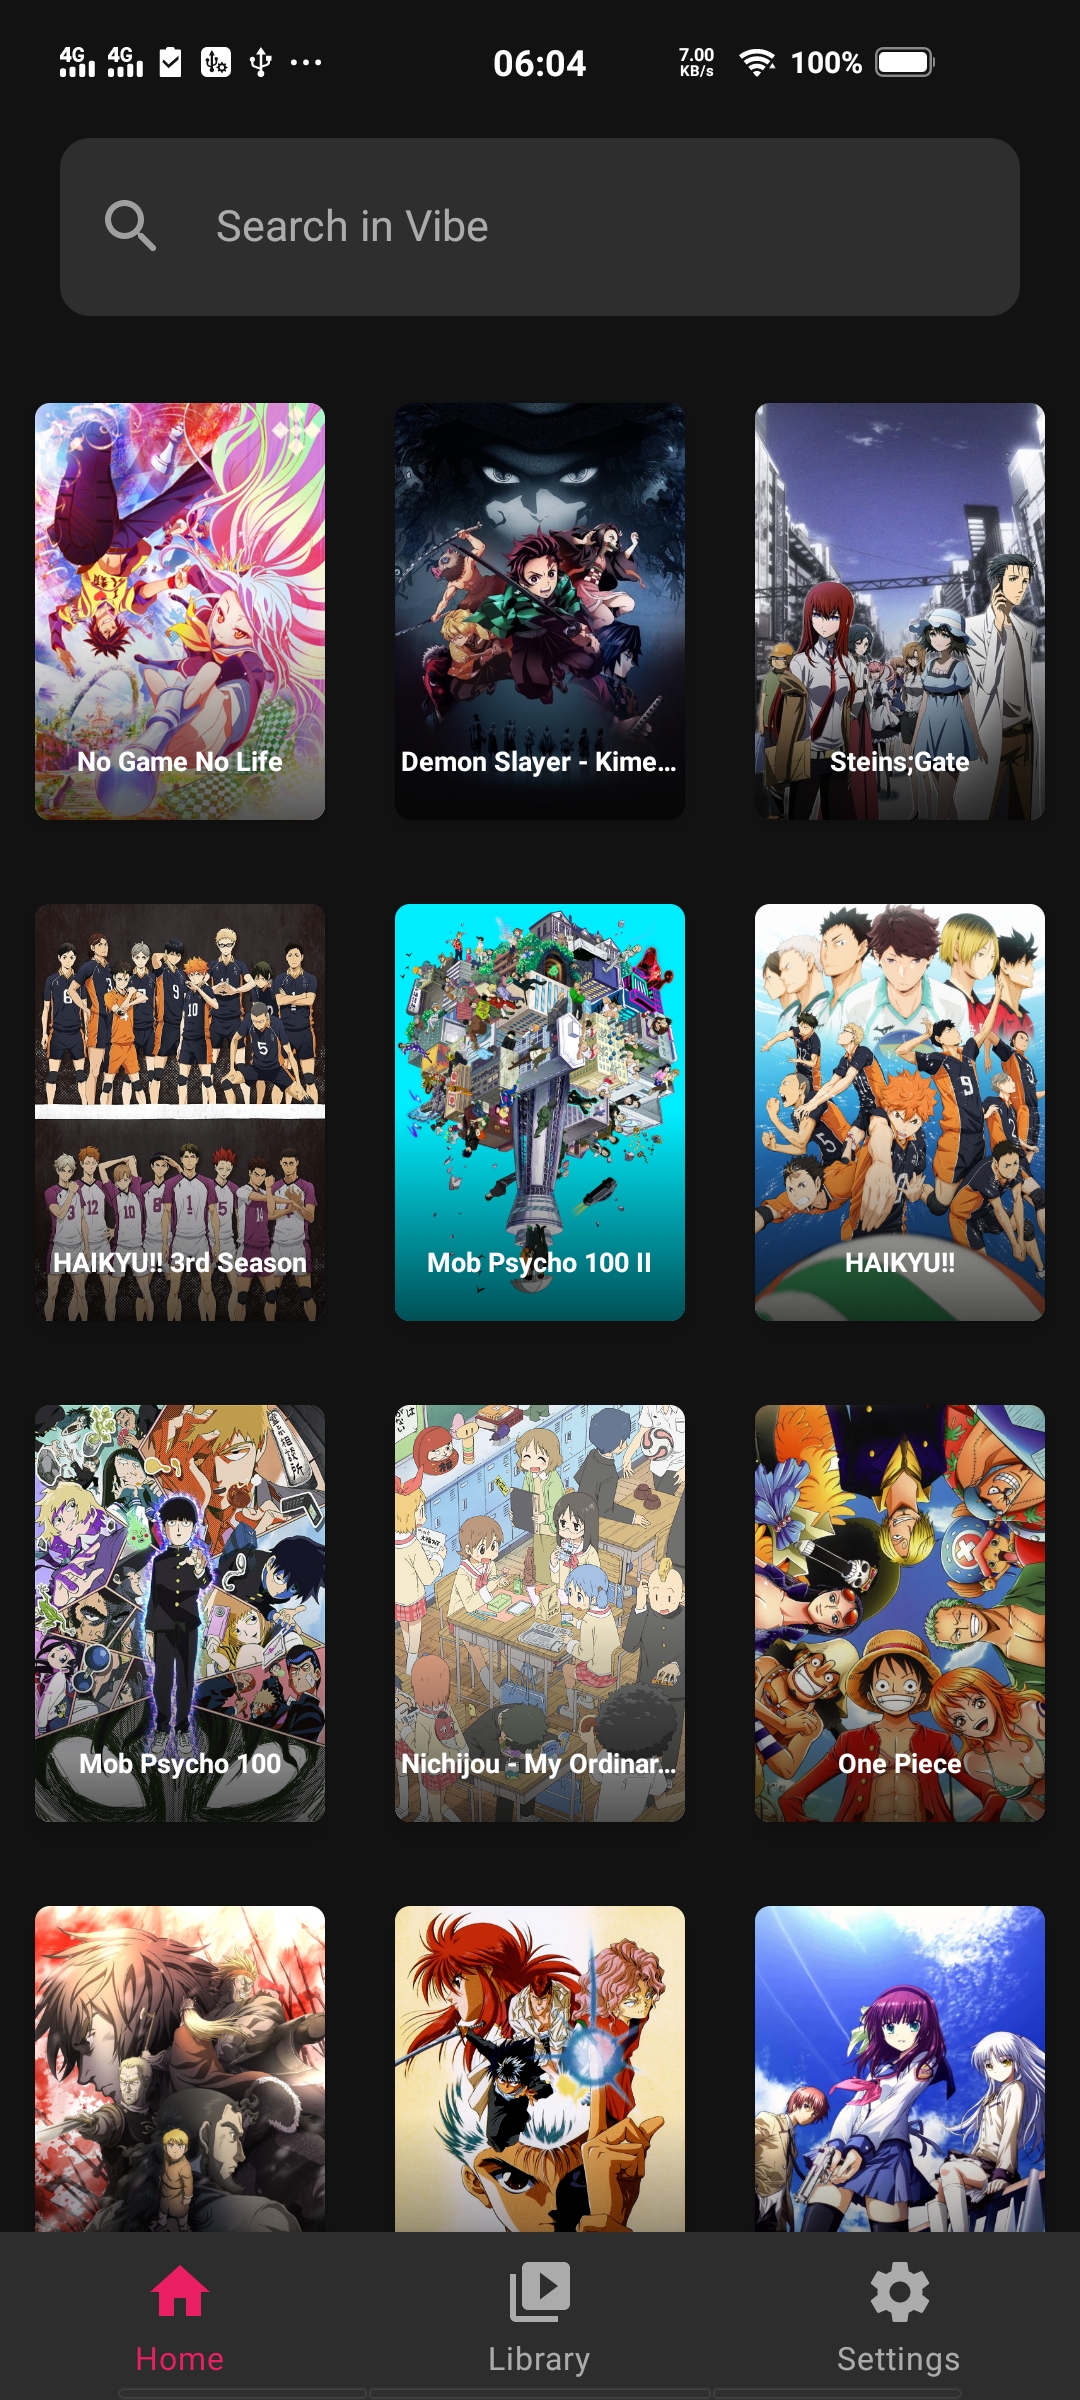 4G 4G 06:04 7.00 KB/s 100%
Search in Vibe
No Game No Life
Demon Slayer - Kime...
Steins;Gate
HAIKYU!! 3rd Season
Mob Psycho 100 II
HAIKYU!!
Mob Psycho 100
Nichijou - My Ordinar...
One Piece
Home
Library
Settings